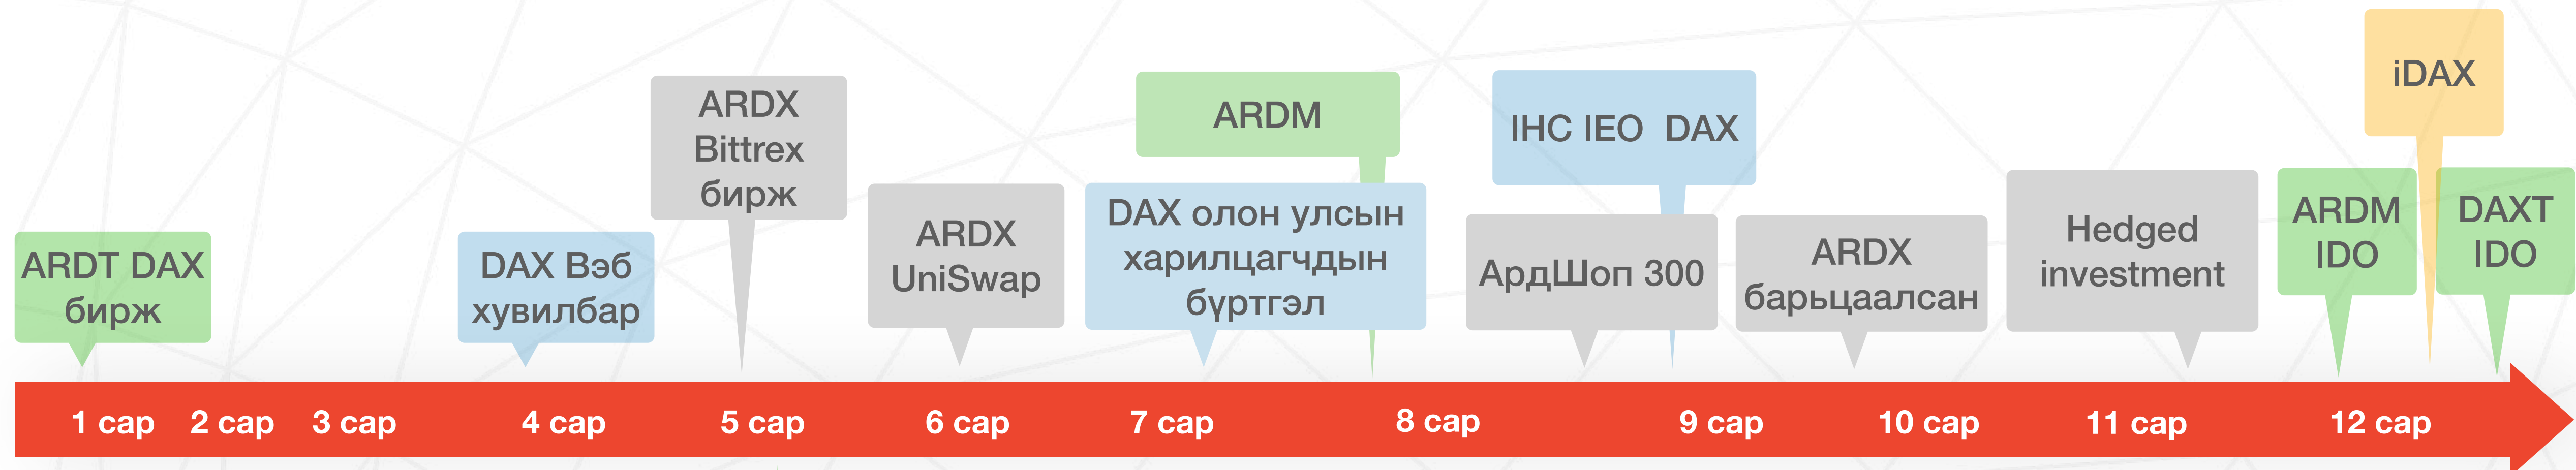 ARDT DAX
бирж
DAX Вэб
хувилбар
ARDX
Bittrex
бирж
ARDX
UniSwap
ARDM
DAX олон улсын
харилцагчдын
бүртгэл
IHC IEO  DAX
АрдШоп 300
ARDX
барьцаалсан
Hedged
investment
ARDM
IDO
iDAX
DAXT
IDO
1 сар
2 сар
3 сар
4 сар
5 сар
6 сар
7 сар
8 сар
9 сар
10 сар
11 сар
12 сар